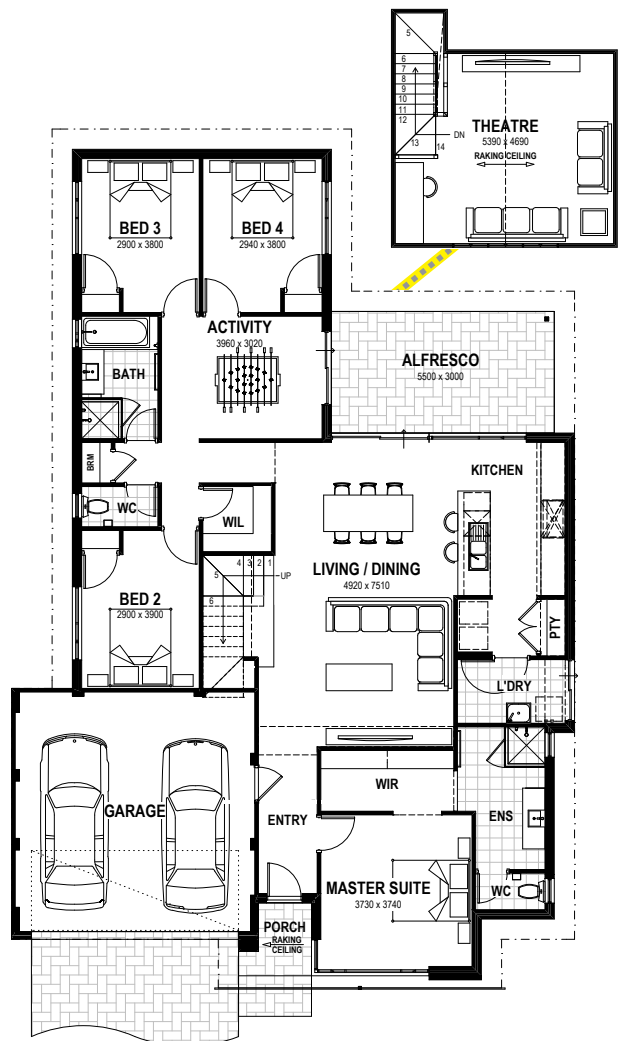 5
6
7
8
9
10
11
12
13
14
DN
THEATRE
5390 x 4690
RAKING CEILING
BED 3
2900 x 3800
BED 4
2940 x 3800
ACTIVITY
3960 x 3020
ALFRESCO
5500 x 3000
BATH
BRM
WC
WIL
KITCHEN
LIVING / DINING
4920 x 7510
4 3 2 1
5
UP
6
BED 2
2900 x 3900
PTY
L'DRY
GARAGE
WIR
ENS
ENTRY
MASTER SUITE
3730 x 3740
WC
PORCH
RAKING
CEILING